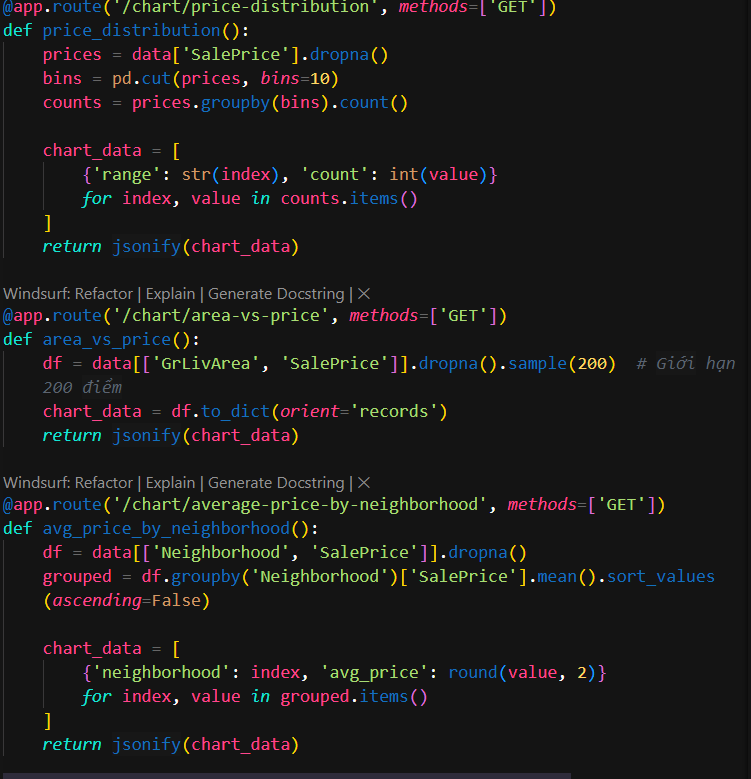 @app.route('/chart/price-distribution', methods=['GET'])
def price_distribution():
    prices = data['SalePrice'].dropna()
    bins = pd.cut(prices, bins=10)
    counts = prices.groupby(bins).count()

    chart_data = [
        {'range': str(index), 'count': int(value)}
        for index, value in counts.items()
    ]
    return jsonify(chart_data)

Windsurf: Refactor | Explain | Generate Docstring | ×
@app.route('/chart/area-vs-price', methods=['GET'])
def area_vs_price():
    df = data[['GrLivArea', 'SalePrice']].dropna().sample(200)  # Giới hạn
    200 điểm
    chart_data = df.to_dict(orient='records')
    return jsonify(chart_data)

Windsurf: Refactor | Explain | Generate Docstring | ×
@app.route('/chart/average-price-by-neighborhood', methods=['GET'])
def avg_price_by_neighborhood():
    df = data[['Neighborhood', 'SalePrice']].dropna()
    grouped = df.groupby('Neighborhood')['SalePrice'].mean().sort_values
    (ascending=False)

    chart_data = [
        {'neighborhood': index, 'avg_price': round(value, 2)}
        for index, value in grouped.items()
    ]
    return jsonify(chart_data)